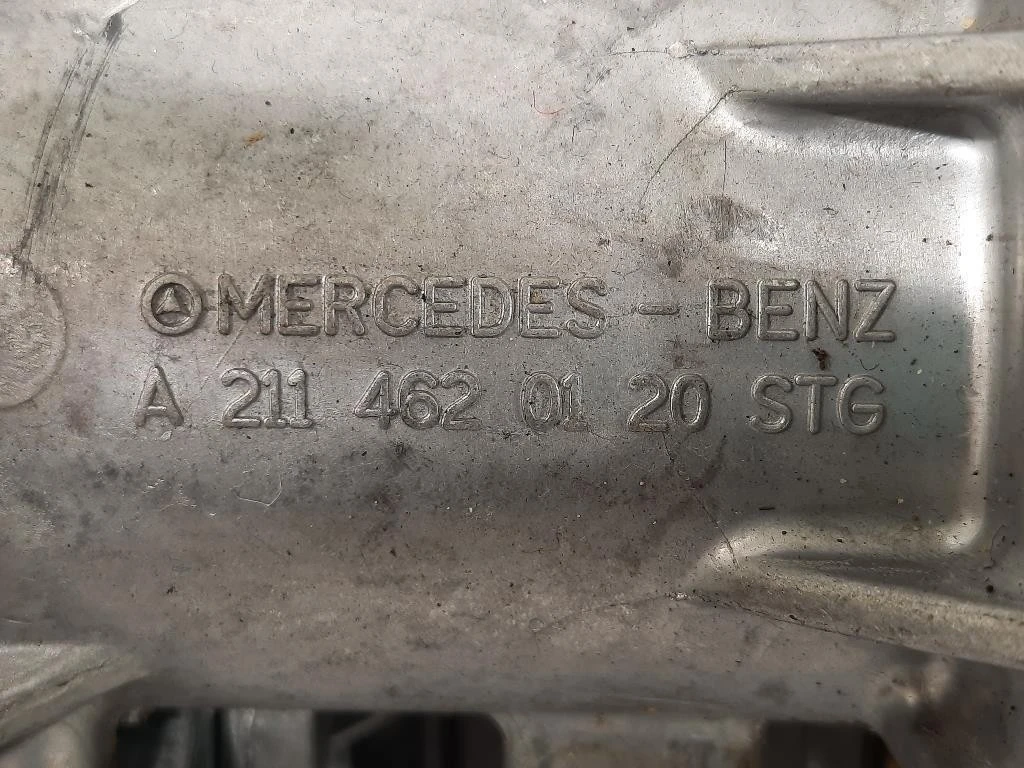 MERCEDES - BENZ
A 211 462 01 20 STG